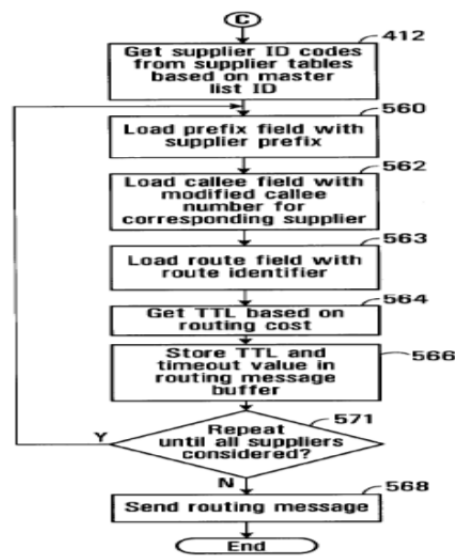 C
412
Get supplier ID codes
from supplier tables
based on master
list ID
560
Load prefix field with
supplier prefix
562
Load callee field with
modified callee
number for
corresponding supplier
563
Load route field with
route identifier
564
Get TTL based on
routing cost
Store TTL and
timeout value in
routing message
buffer
566
571
Repeat
until all suppliers
considered?
Y
N
568
Send routing message
End